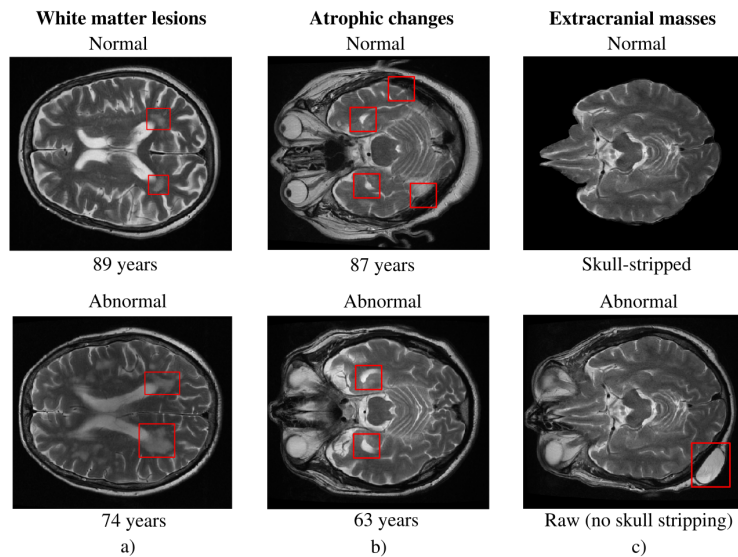 White matter lesions
Atrophic changes
Extracranial masses
Normal
Normal
Normal
89 years
87 years
Skull-stripped
Abnormal
Abnormal
Abnormal
74 years
63 years
Raw (no skull stripping)
a)
b)
c)